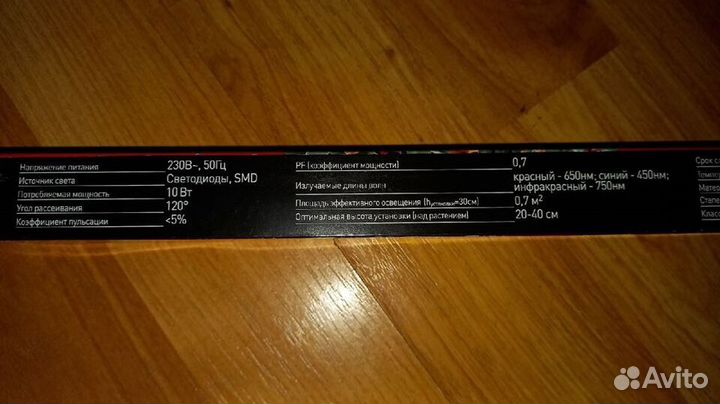 Напряжение питания 230В~, 50Гц
Источник света Светодиоды, SMD
Потребляемая мощность 10 Вт
Угол рассеивания 120°
Коэффициент пульсации <5%
PF (коэффициент мощности) 0,7
Излучаемые длины волн красный - 650нм; синий - 450нм;
инфракрасный - 750нм
Площадь эффективного освещения (hустановки=30см) 0,7 м²
Оптимальная высота установки (над растением) 20-40 см
Срок
Класс
Avito